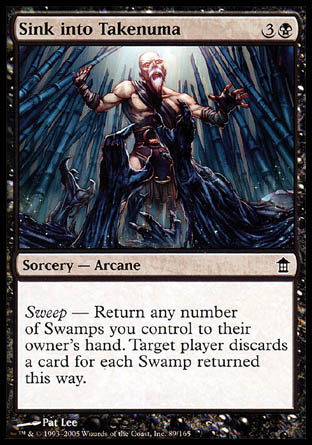 Sink into Takenuma 3
Sorcery — Arcane
Sweep — Return any number
of Swamps you control to their
owner's hand. Target player discards
a card for each Swamp returned
this way.
Pat Lee
™ & © 1993–2005 Wizards of the Coast, Inc. 89/165